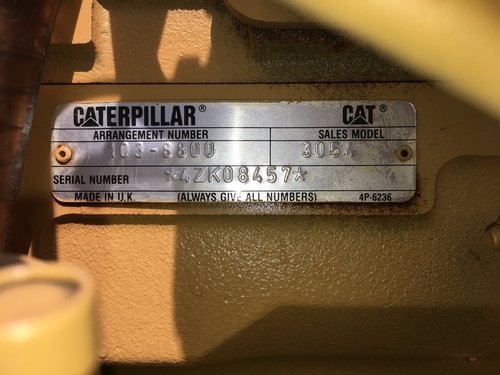 CATERPILLAR® CAT®
ARRANGEMENT NUMBER SALES MODEL
103-6600 3054
SERIAL NUMBER *4ZK08457*
MADE IN U.K (ALWAYS GIVE ALL NUMBERS) 4P-6236